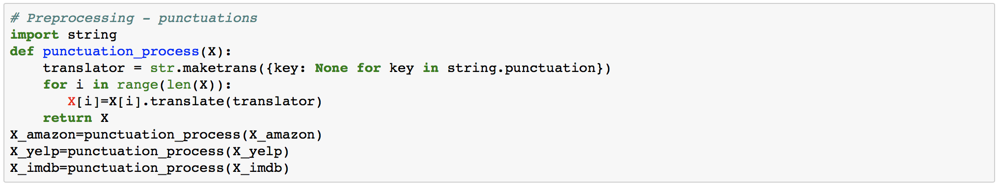 # Preprocessing - punctuations
import string
def punctuation_process(X):
    translator = str.maketrans({key: None for key in string.punctuation})
    for i in range(len(X)):
       X[i]=X[i].translate(translator)
    return X
X_amazon=punctuation_process(X_amazon)
X_yelp=punctuation_process(X_yelp)
X_imdb=punctuation_process(X_imdb)